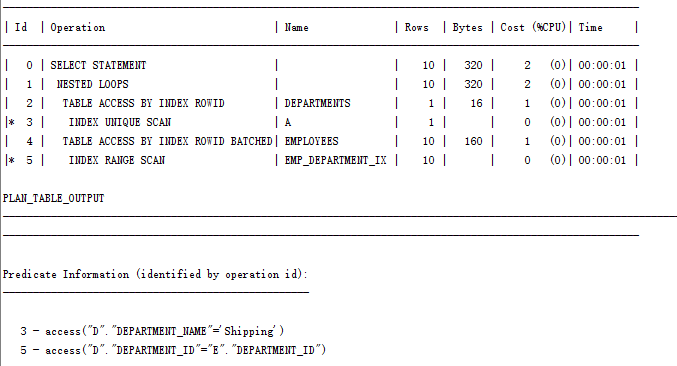 | Id | Operation | Name | Rows | Bytes | Cost (%CPU)| Time |
| 0 | SELECT STATEMENT | | 10 | 320 | 2 (0)| 00:00:01 |
| 1 | NESTED LOOPS | | 10 | 320 | 2 (0)| 00:00:01 |
| 2 | TABLE ACCESS BY INDEX ROWID | DEPARTMENTS | 1 | 16 | 1 (0)| 00:00:01 |
|* 3 | INDEX UNIQUE SCAN | A | 1 | | 0 (0)| 00:00:01 |
| 4 | TABLE ACCESS BY INDEX ROWID BATCHED| EMPLOYEES | 10 | 160 | 1 (0)| 00:00:01 |
|* 5 | INDEX RANGE SCAN | EMP_DEPARTMENT_IX | 10 | | 0 (0)| 00:00:01 |
PLAN_TABLE_OUTPUT
Predicate Information (identified by operation id):
3 - access("D"."DEPARTMENT_NAME"='Shipping')
5 - access("D"."DEPARTMENT_ID"="E"."DEPARTMENT_ID")